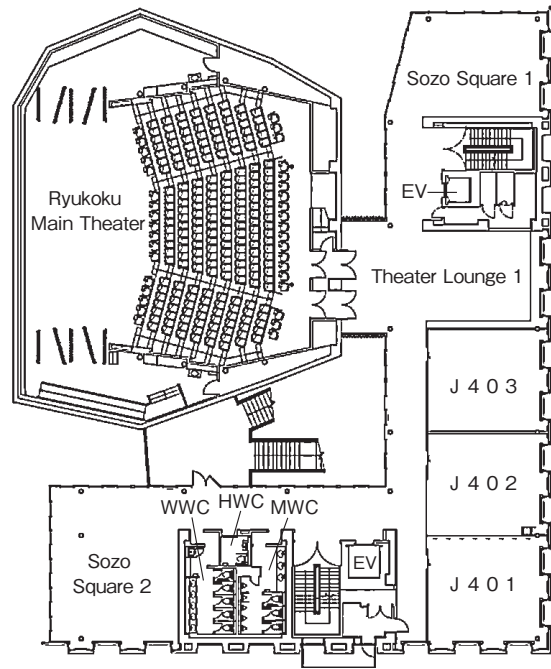 Sozo Square 1
EV
Ryukoku
Main Theater
Theater Lounge 1
J 4 0 3
J 4 0 2
WWC
HWC
MWC
EV
Sozo
Square 2
J 4 0 1